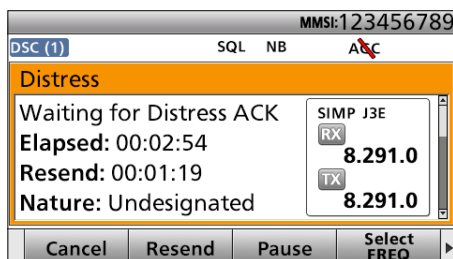 MMSI:123456789
DSC (1) SQL NB AGC
Distress
Waiting for Distress ACK
Elapsed: 00:02:54
Resend: 00:01:19
Nature: Undesignated
SIMP J3E
RX
8.291.0
TX
8.291.0
Cancel Resend Pause Select FREQ